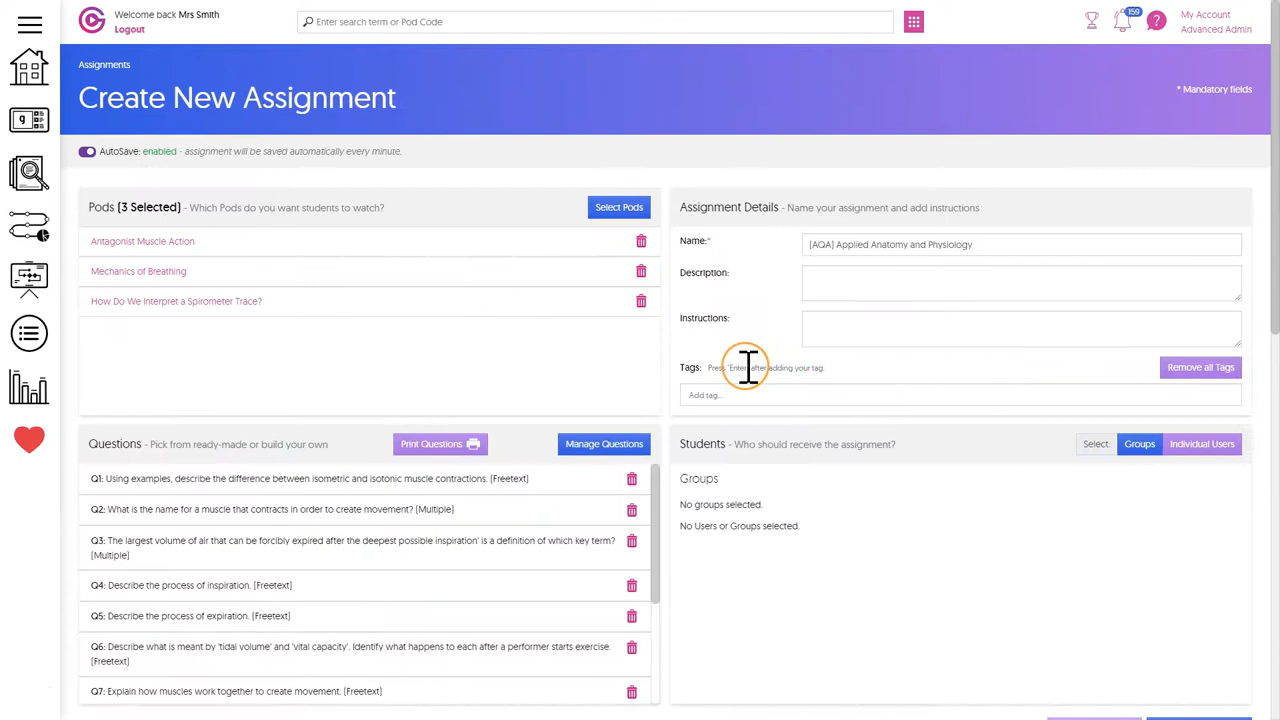 Welcome back Mrs Smith
Logout
Enter search term or Pod Code
159
?
My Account
Advanced Admin
Assignments
Create New Assignment
* Mandatory fields
AutoSave: enabled - assignment will be saved automatically every minute.
Pods (3 Selected) - Which Pods do you want students to watch?
Select Pods
Antagonist Muscle Action
Mechanics of Breathing
How Do We Interpret a Spirometer Trace?
Assignment Details - Name your assignment and add instructions
Name:*
[AQA] Applied Anatomy and Physiology
Description:
Instructions:
Tags: Press "Enter" after adding your tag.
Remove all Tags
Add tag...
Questions - Pick from ready-made or build your own
Print Questions
Manage Questions
Q1: Using examples, describe the difference between isometric and isotonic muscle contractions. [Freetext]
Q2: What is the name for a muscle that contracts in order to create movement? [Multiple]
Q3: The largest volume of air that can be forcibly expired after the deepest possible inspiration' is a definition of which key term?
[Multiple]
Q4: Describe the process of inspiration. [Freetext]
Q5: Describe the process of expiration. [Freetext]
Q6: Describe what is meant by 'tidal volume' and 'vital capacity'. Identify what happens to each after a performer starts exercise.
[Freetext]
Q7: Explain how muscles work together to create movement. [Freetext]
Students - Who should receive the assignment?
Select:
Groups
Individual Users
Groups
No groups selected.
No Users or Groups selected.